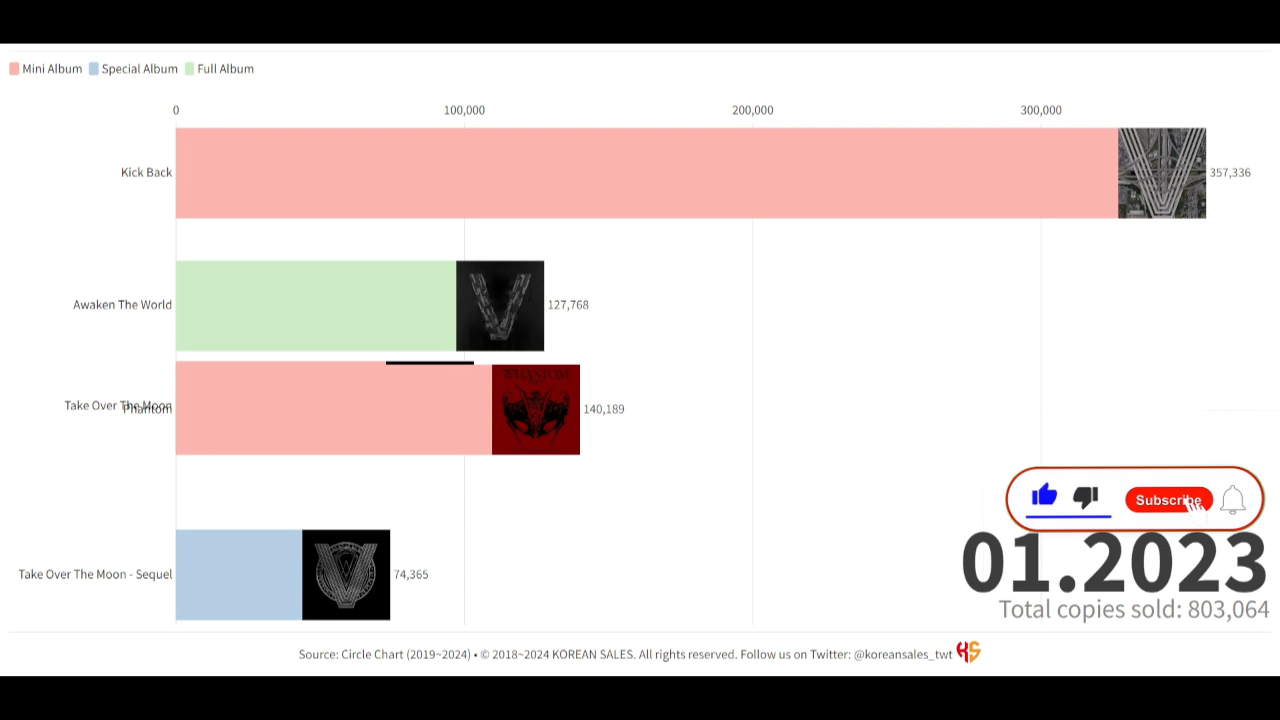 Mini Album Special Album Full Album
0 100,000 200,000 300,000
Kick Back 357,336
Awaken The World 127,768
PHANTOM
Take Over The Moon
Phantom 140,189
Subscribe
01.2023
Take Over The Moon - Sequel 74,365
Total copies sold: 803,064
Source: Circle Chart (2019~2024) • © 2018~2024 KOREAN SALES. All rights reserved. Follow us on Twitter: @koreansales_twt KS